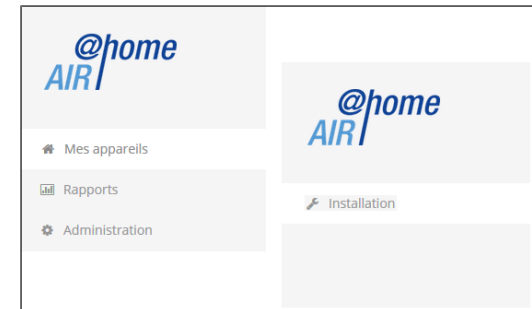 @home
AIR
Mes appareils
Rapports
Administration
@home
AIR
Installation